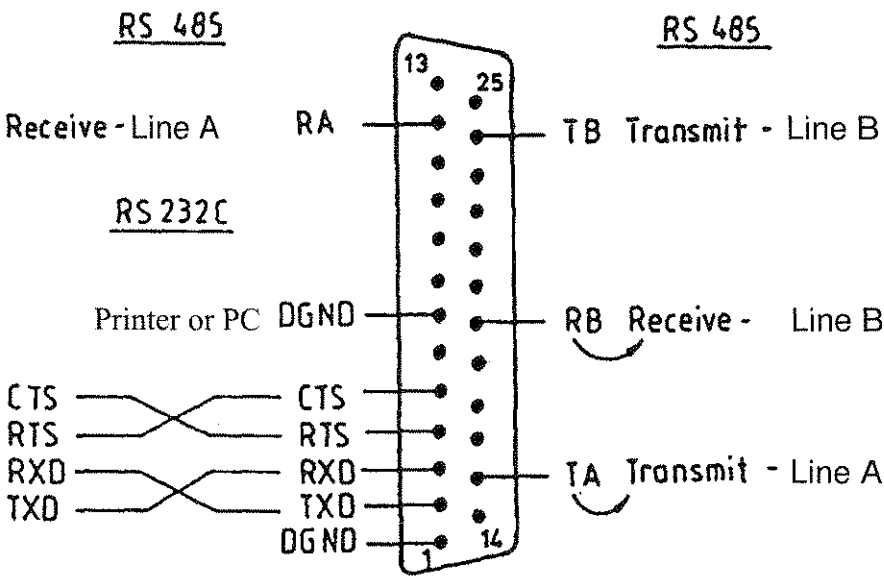 RS 485
RS 485
13
25
Receive - Line A RA
TB Transmit - Line B
RS 232C
Printer or PC DGND
RB Receive - Line B
CTS CTS
RTS RTS
RXD RXD
TA Transmit - Line A
TXD TXD
DGND
1
14